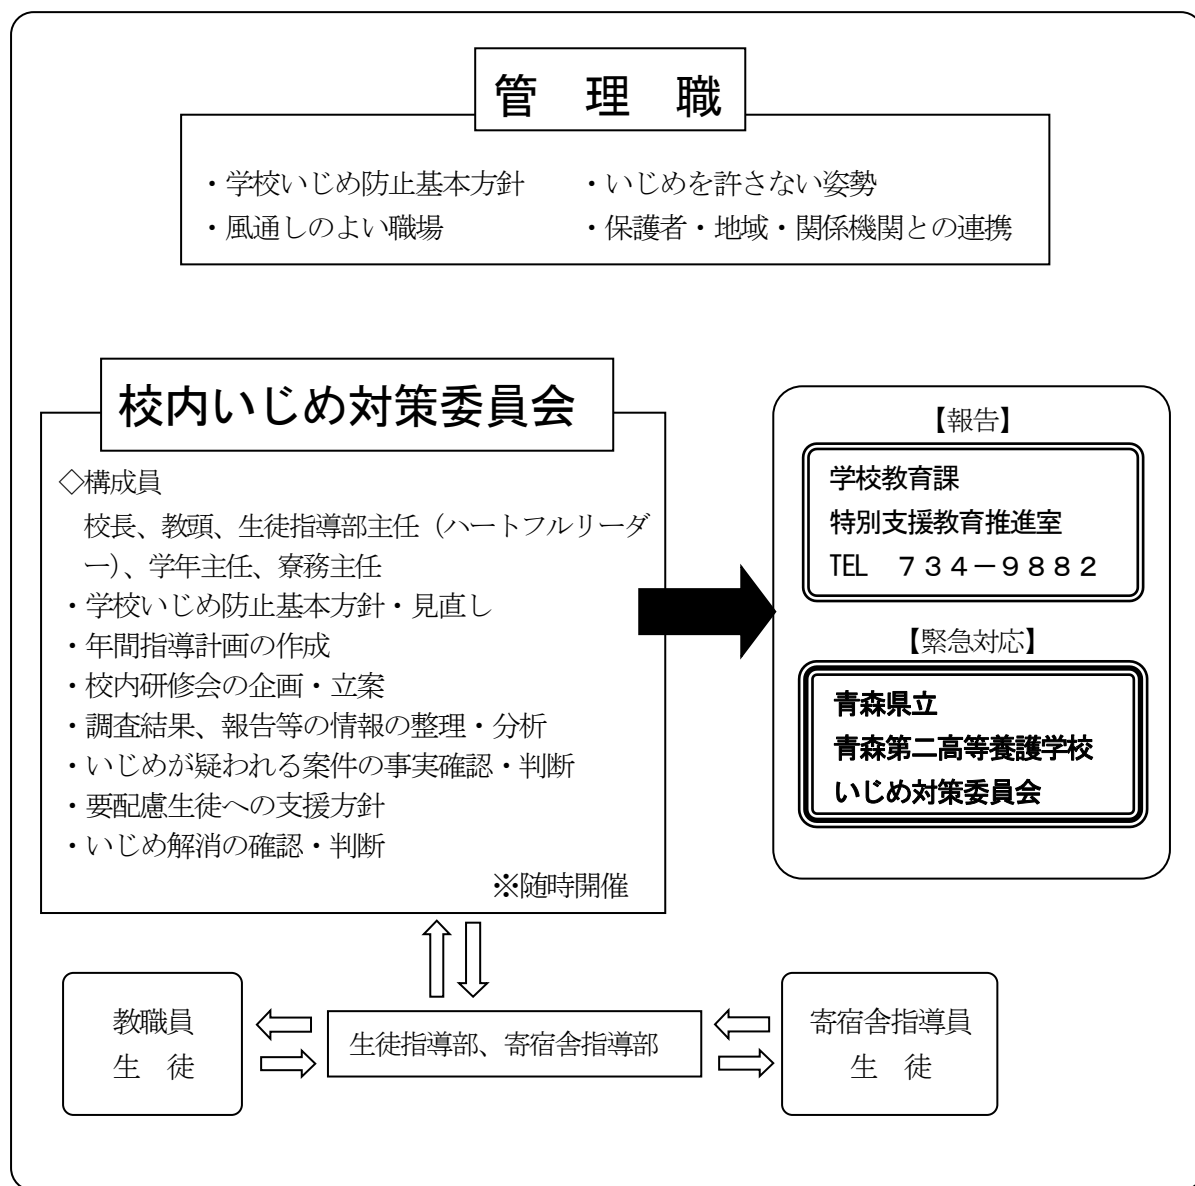 管　理　職
・学校いじめ防止基本方針　　・いじめを許さない姿勢
・風通しのよい職場　　　　　・保護者・地域・関係機関との連携
校内いじめ対策委員会
◇構成員
校長、教頭、生徒指導部主任（ハートフルリーダ
ー）、学年主任、寮務主任
・学校いじめ防止基本方針・見直し
・年間指導計画の作成
・校内研修会の企画・立案
・調査結果、報告等の情報の整理・分析
・いじめが疑われる案件の事実確認・判断
・要配慮生徒への支援方針
・いじめ解消の確認・判断
※随時開催
【報告】
学校教育課
特別支援教育推進室
TEL　７３４－９８８２
【緊急対応】
青森県立
青森第二高等養護学校
いじめ対策委員会
教職員
生　徒
生徒指導部、寄宿舎指導部
寄宿舎指導員
生　徒